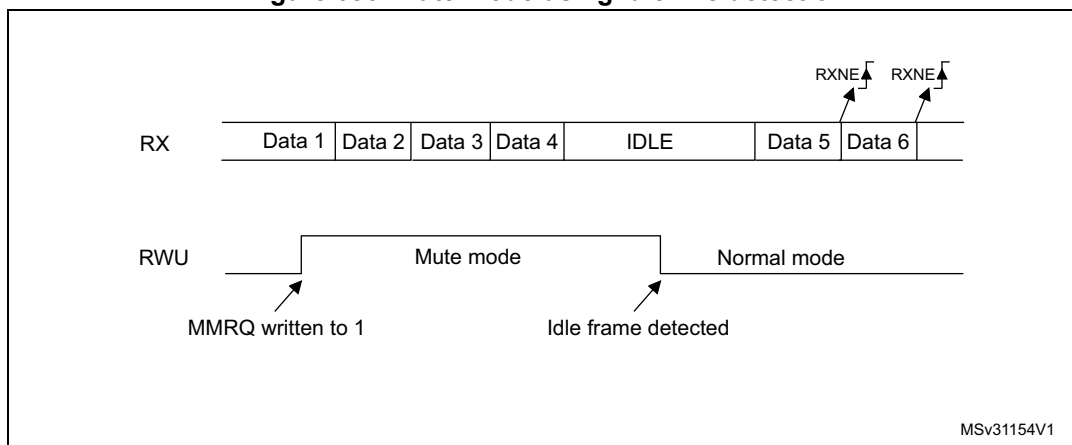 RXNE RXNE
RX Data 1 Data 2 Data 3 Data 4 IDLE Data 5 Data 6
RWU Mute mode Normal mode
MMRQ written to 1 Idle frame detected
MSv31154V1